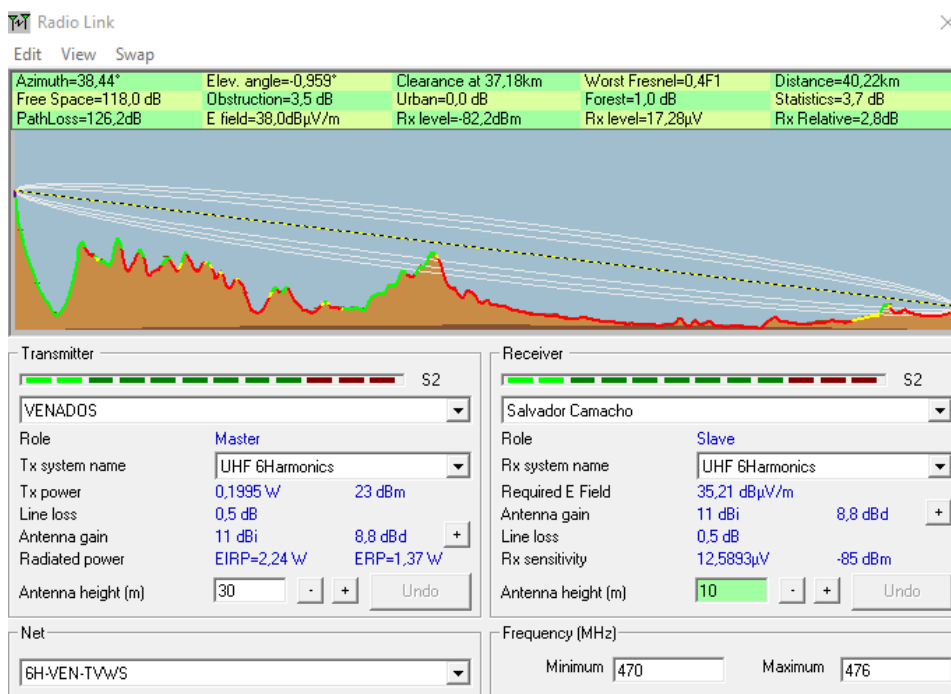 Radio Link
Edit View Swap
Azimuth=38,44° Elev. angle=-0,959° Clearance at 37,18km Worst Fresnel=0,4F1 Distance=40,22km
Free Space=118,0 dB Obstruction=3,5 dB Urban=0,0 dB Forest=1,0 dB Statistics=3,7 dB
PathLoss=126,2dB E field=38,0dBµV/m Rx level=-82,2dBm Rx level=17,28µV Rx Relative=2,8dB
Transmitter
S2
VENADOS
Role Master
Tx system name UHF 6Harmonics
Tx power 0,1995 W 23 dBm
Line loss 0,5 dB
Antenna gain 11 dBi 8,8 dBd +
Radiated power EIRP=2,24 W ERP=1,37 W
Antenna height (m) 30 - + Undo
Net
6H-VEN-TVWS
Receiver
S2
Salvador Camacho
Role Slave
Rx system name UHF 6Harmonics
Required E Field 35,21 dBµV/m
Antenna gain 11 dBi 8,8 dBd +
Line loss 0,5 dB
Rx sensitivity 12,5893µV -85 dBm
Antenna height (m) 10 - + Undo
Frequency (MHz)
Minimum 470 Maximum 476